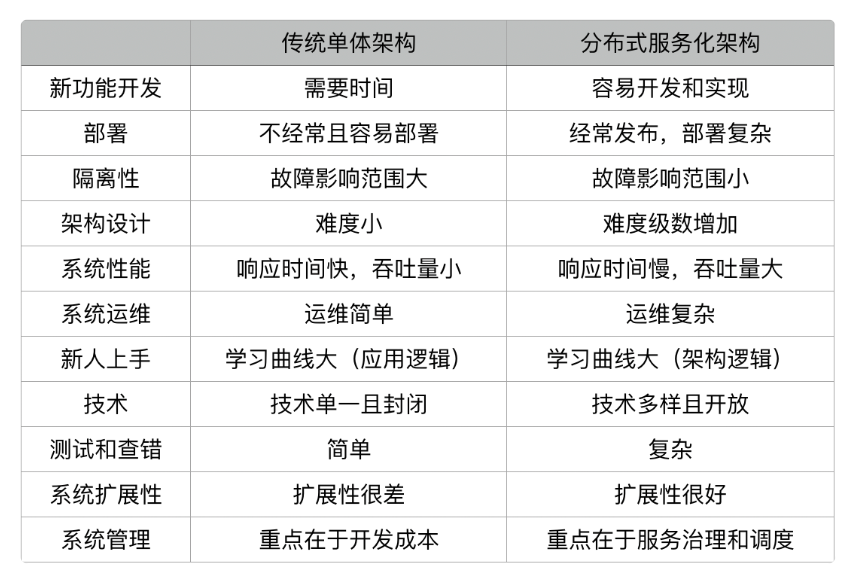 传统单体架构 分布式服务化架构
新功能开发 需要时间 容易开发和实现
部署 不经常且容易部署 经常发布，部署复杂
隔离性 故障影响范围大 故障影响范围小
架构设计 难度小 难度级数增加
系统性能 响应时间快，吞吐量小 响应时间慢，吞吐量大
系统运维 运维简单 运维复杂
新人上手 学习曲线大（应用逻辑） 学习曲线大（架构逻辑）
技术 技术单一且封闭 技术多样且开放
测试和查错 简单 复杂
系统扩展性 扩展性很差 扩展性很好
系统管理 重点在于开发成本 重点在于服务治理和调度